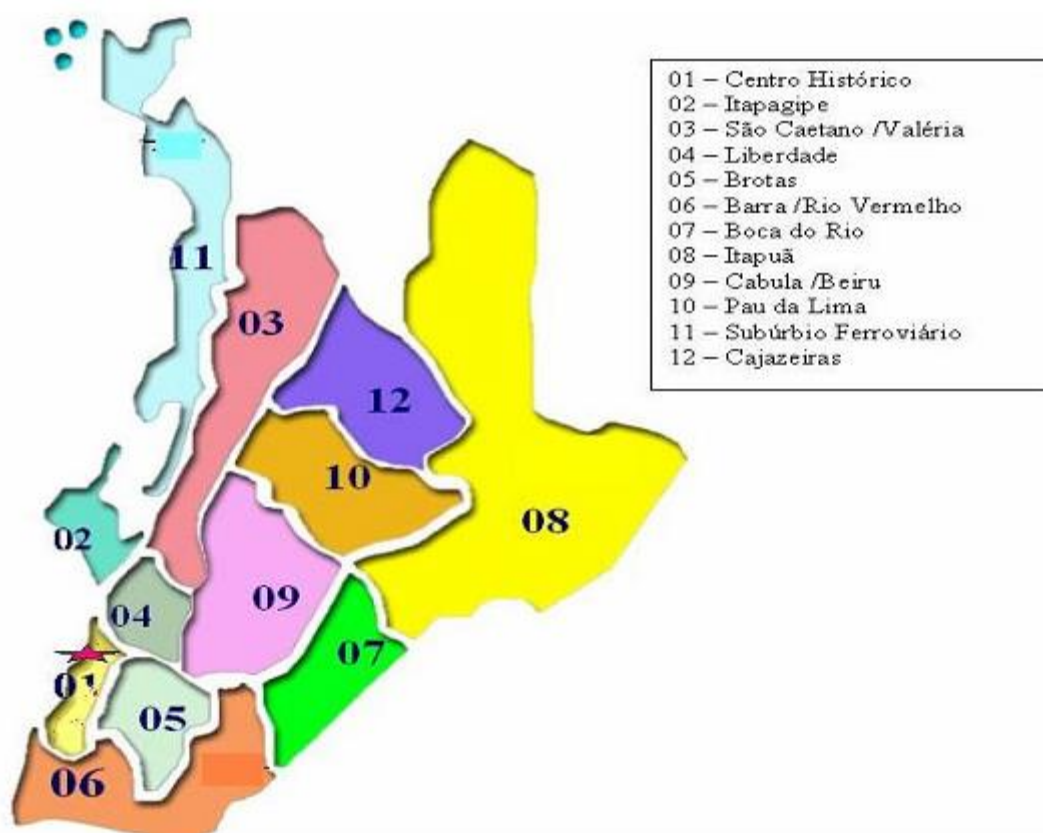 01 – Centro Histórico
02 – Itapagipe
03 – São Caetano /Valéria
04 – Liberdade
05 – Brotas
06 – Barra /Rio Vermelho
07 – Boca do Rio
08 – Itapuã
09 – Cabula /Beiru
10 – Pau da Lima
11 – Subúrbio Ferroviário
12 – Cajazeiras
11
03
12
10
08
02
09
04
07
01
05
06